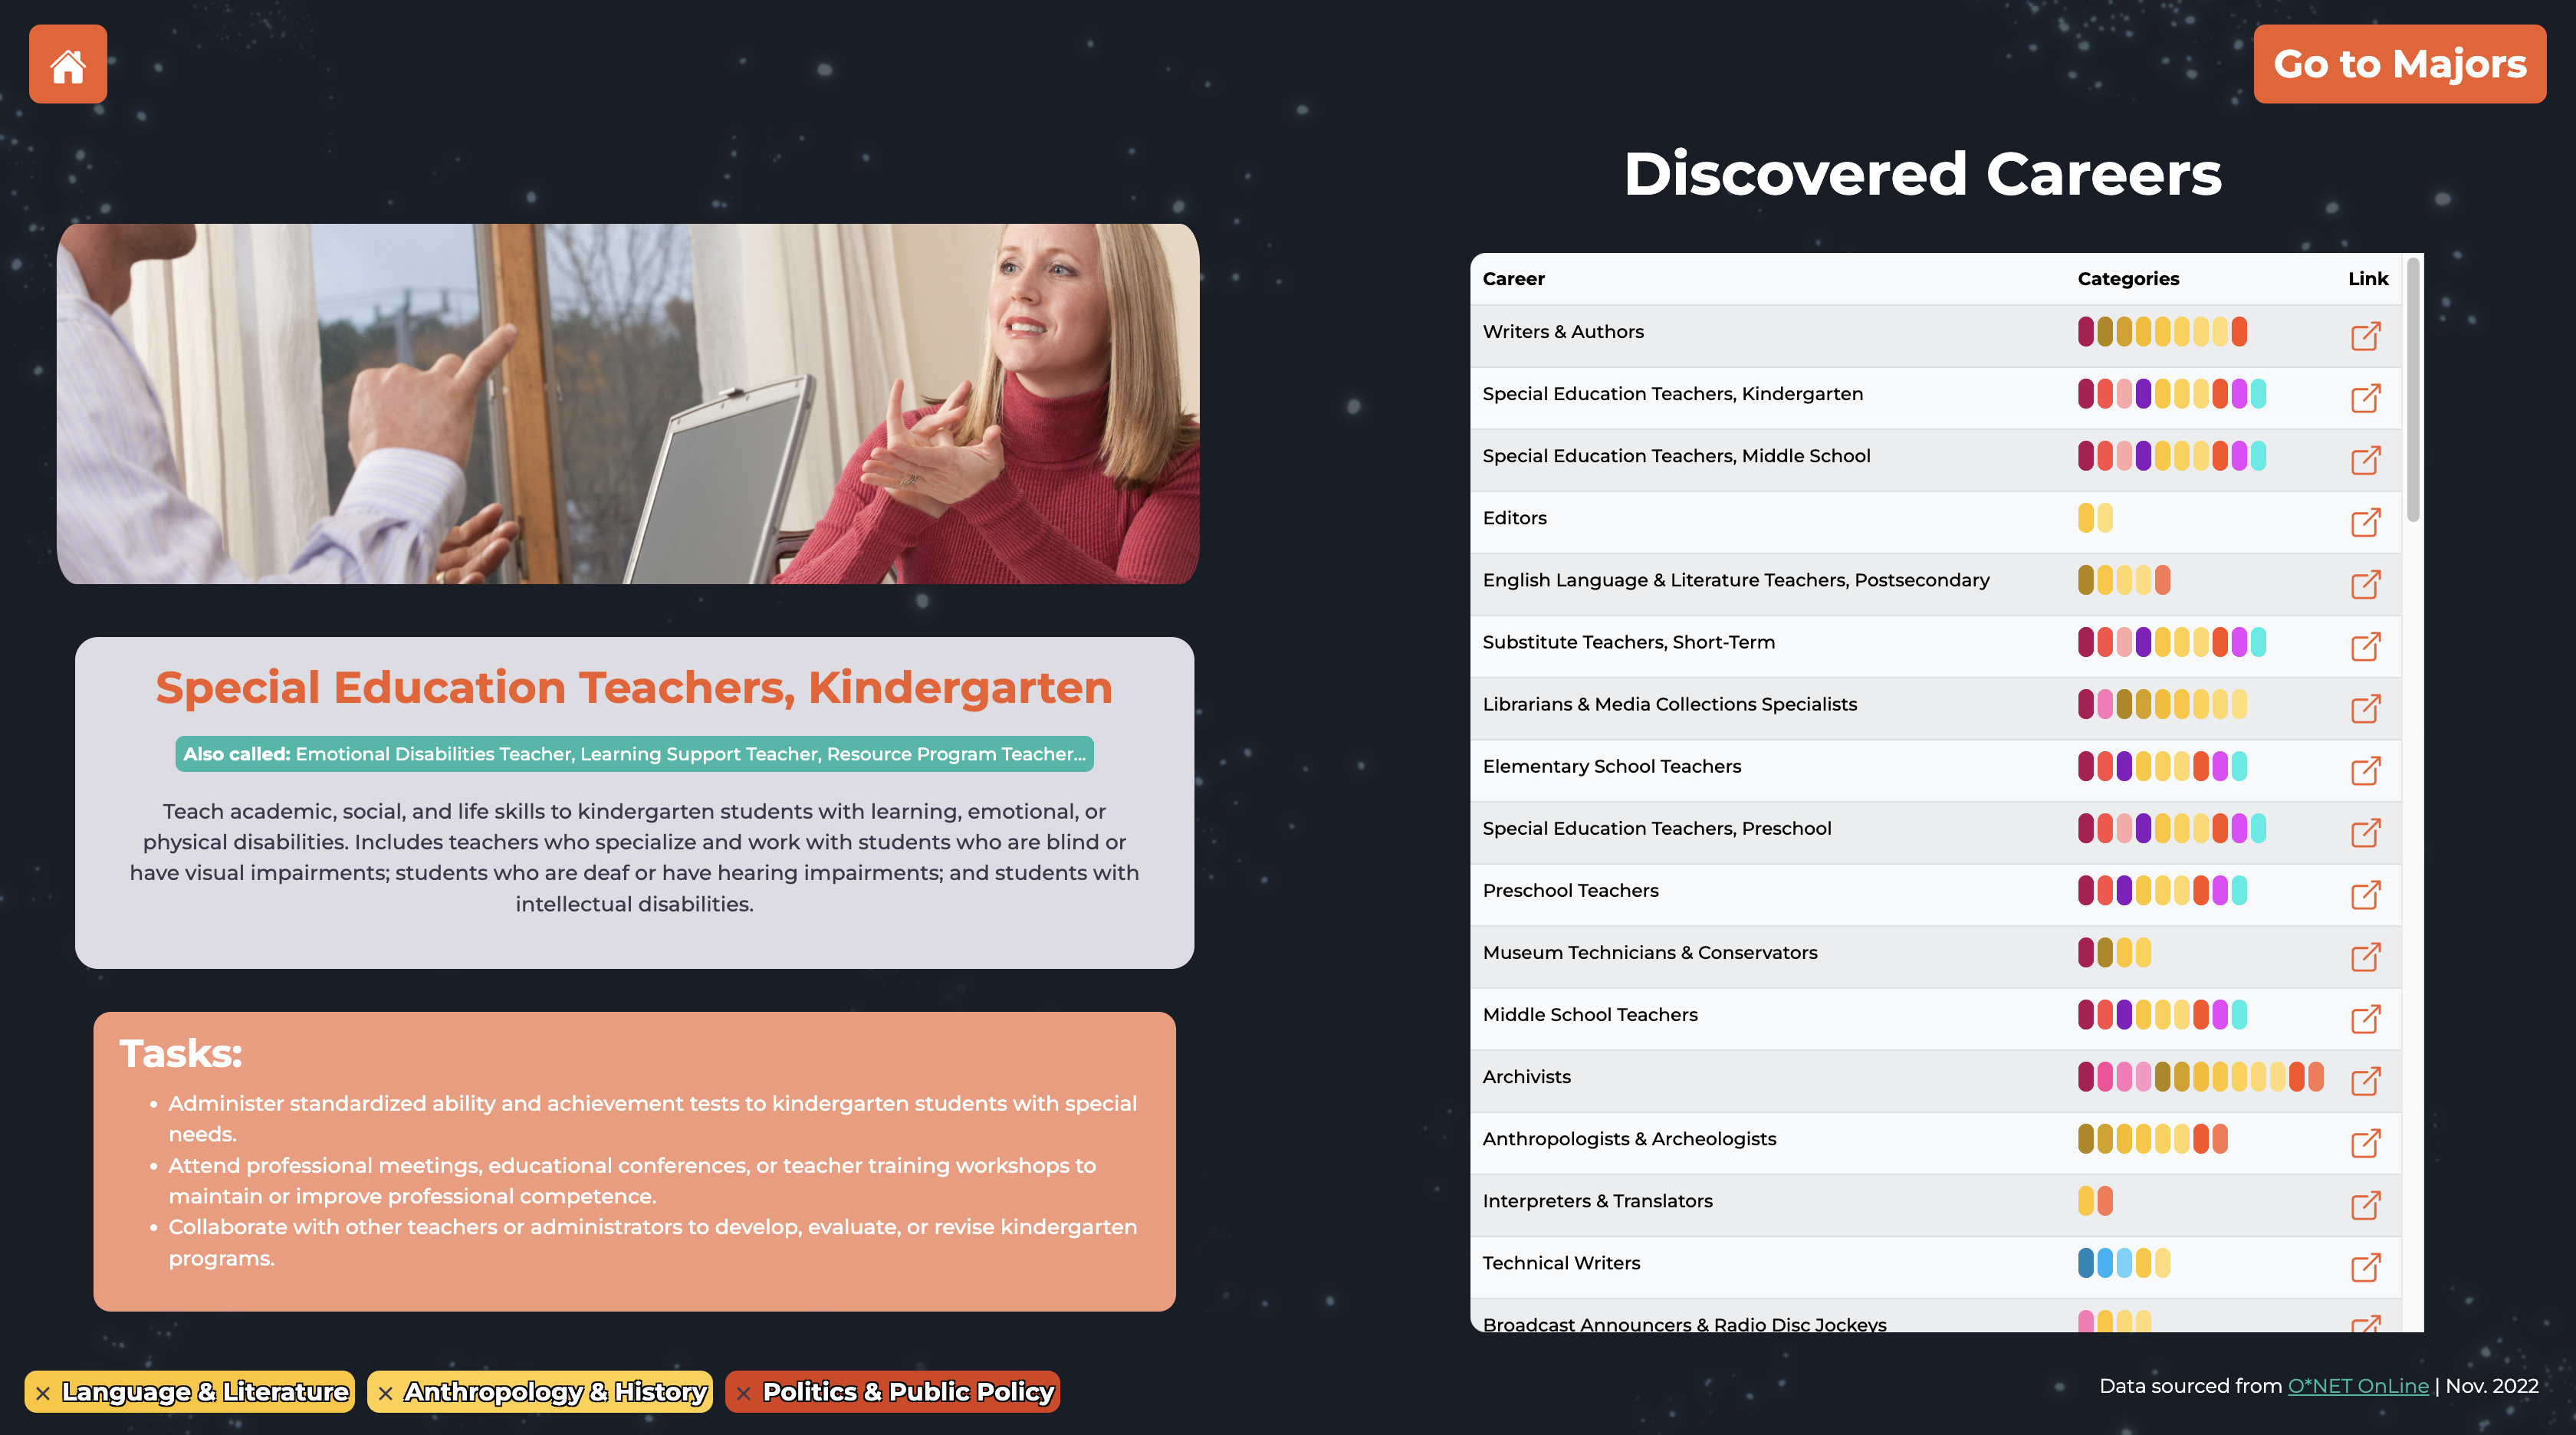 Go to Majors
Special Education Teachers, Kindergarten
Also called: Emotional Disabilities Teacher, Learning Support Teacher, Resource Program Teacher...
Teach academic, social, and life skills to kindergarten students with learning, emotional, or
physical disabilities. Includes teachers who specialize and work with students who are blind or
have visual impairments; students who are deaf or have hearing impairments; and students with
intellectual disabilities.
Tasks:
• Administer standardized ability and achievement tests to kindergarten students with special
needs.
• Attend professional meetings, educational conferences, or teacher training workshops to
maintain or improve professional competence.
• Collaborate with other teachers or administrators to develop, evaluate, or revise kindergarten
programs.
Discovered Careers
Career Categories Link
Writers & Authors
Special Education Teachers, Kindergarten
Special Education Teachers, Middle School
Editors
English Language & Literature Teachers, Postsecondary
Substitute Teachers, Short-Term
Librarians & Media Collections Specialists
Elementary School Teachers
Special Education Teachers, Preschool
Preschool Teachers
Museum Technicians & Conservators
Middle School Teachers
Archivists
Anthropologists & Archeologists
Interpreters & Translators
Technical Writers
Broadcast Announcers & Radio Disc Jockeys
× Language & Literature × Anthropology & History × Politics & Public Policy
Data sourced from O*NET OnLine | Nov. 2022